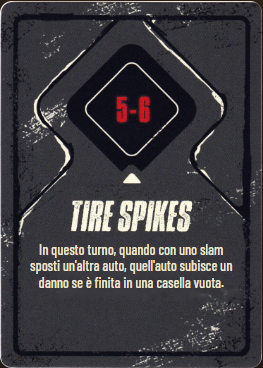 5-6
TIRE SPIKES
In questo turno, quando con uno slam
sposti un'altra auto, quell'auto subisce un
danno se è finita in una casella vuota.